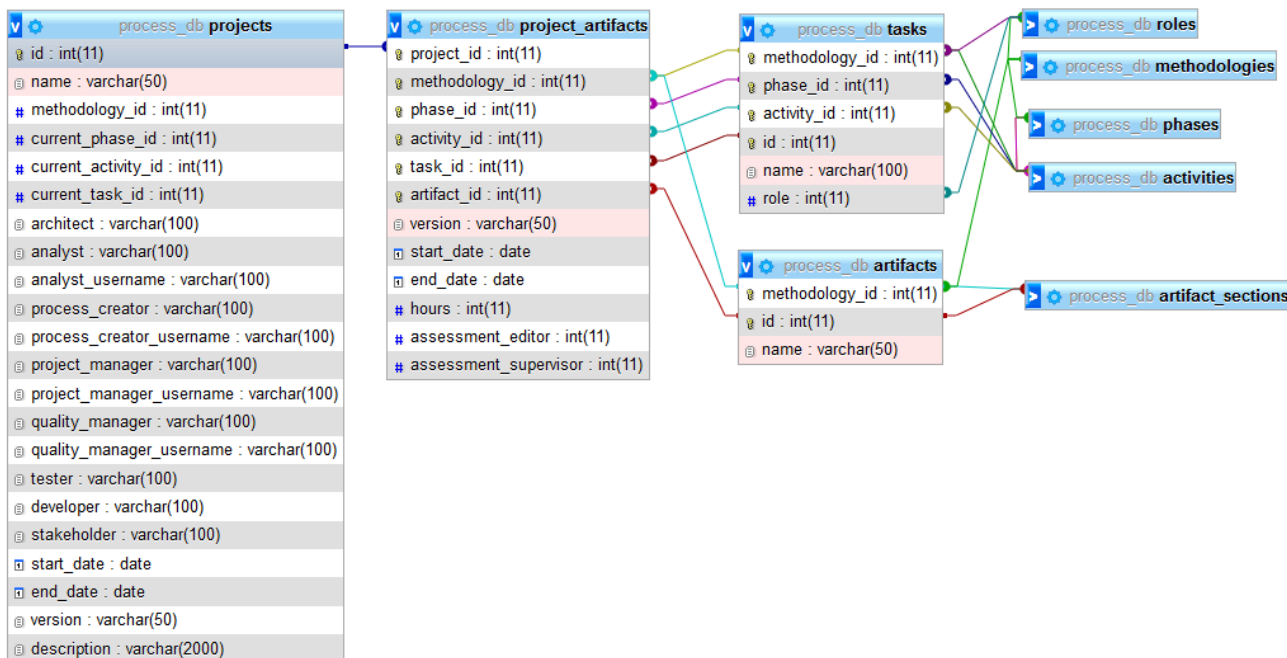 process_db projects
id : int(11)
name : varchar(50)
methodology_id : int(11)
current_phase_id : int(11)
current_activity_id : int(11)
current_task_id : int(11)
architect : varchar(100)
analyst : varchar(100)
analyst_username : varchar(100)
process_creator : varchar(100)
process_creator_username : varchar(100)
project_manager : varchar(100)
project_manager_username : varchar(100)
quality_manager : varchar(100)
quality_manager_username : varchar(100)
tester : varchar(100)
developer : varchar(100)
stakeholder : varchar(100)
start_date : date
end_date : date
version : varchar(50)
description : varchar(2000)
process_db project_artifacts
project_id : int(11)
methodology_id : int(11)
phase_id : int(11)
activity_id : int(11)
task_id : int(11)
artifact_id : int(11)
version : varchar(50)
start_date : date
end_date : date
hours : int(11)
assessment_editor : int(11)
assessment_supervisor : int(11)
process_db tasks
methodology_id : int(11)
phase_id : int(11)
activity_id : int(11)
id : int(11)
name : varchar(100)
role : int(11)
process_db artifacts
methodology_id : int(11)
id : int(11)
name : varchar(50)
process_db roles
process_db methodologies
process_db phases
process_db activities
process_db artifact_sections